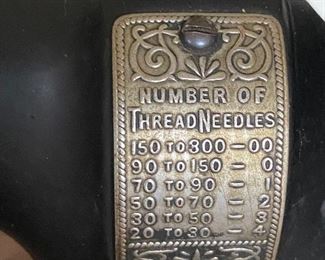 NUMBER OF
THREAD NEEDLES
150 TO 300 - 00
90 TO 150 - 0
70 TO 90 - 1
50 TO 70 - 2
30 TO 50 - 3
20 TO 30 - 4